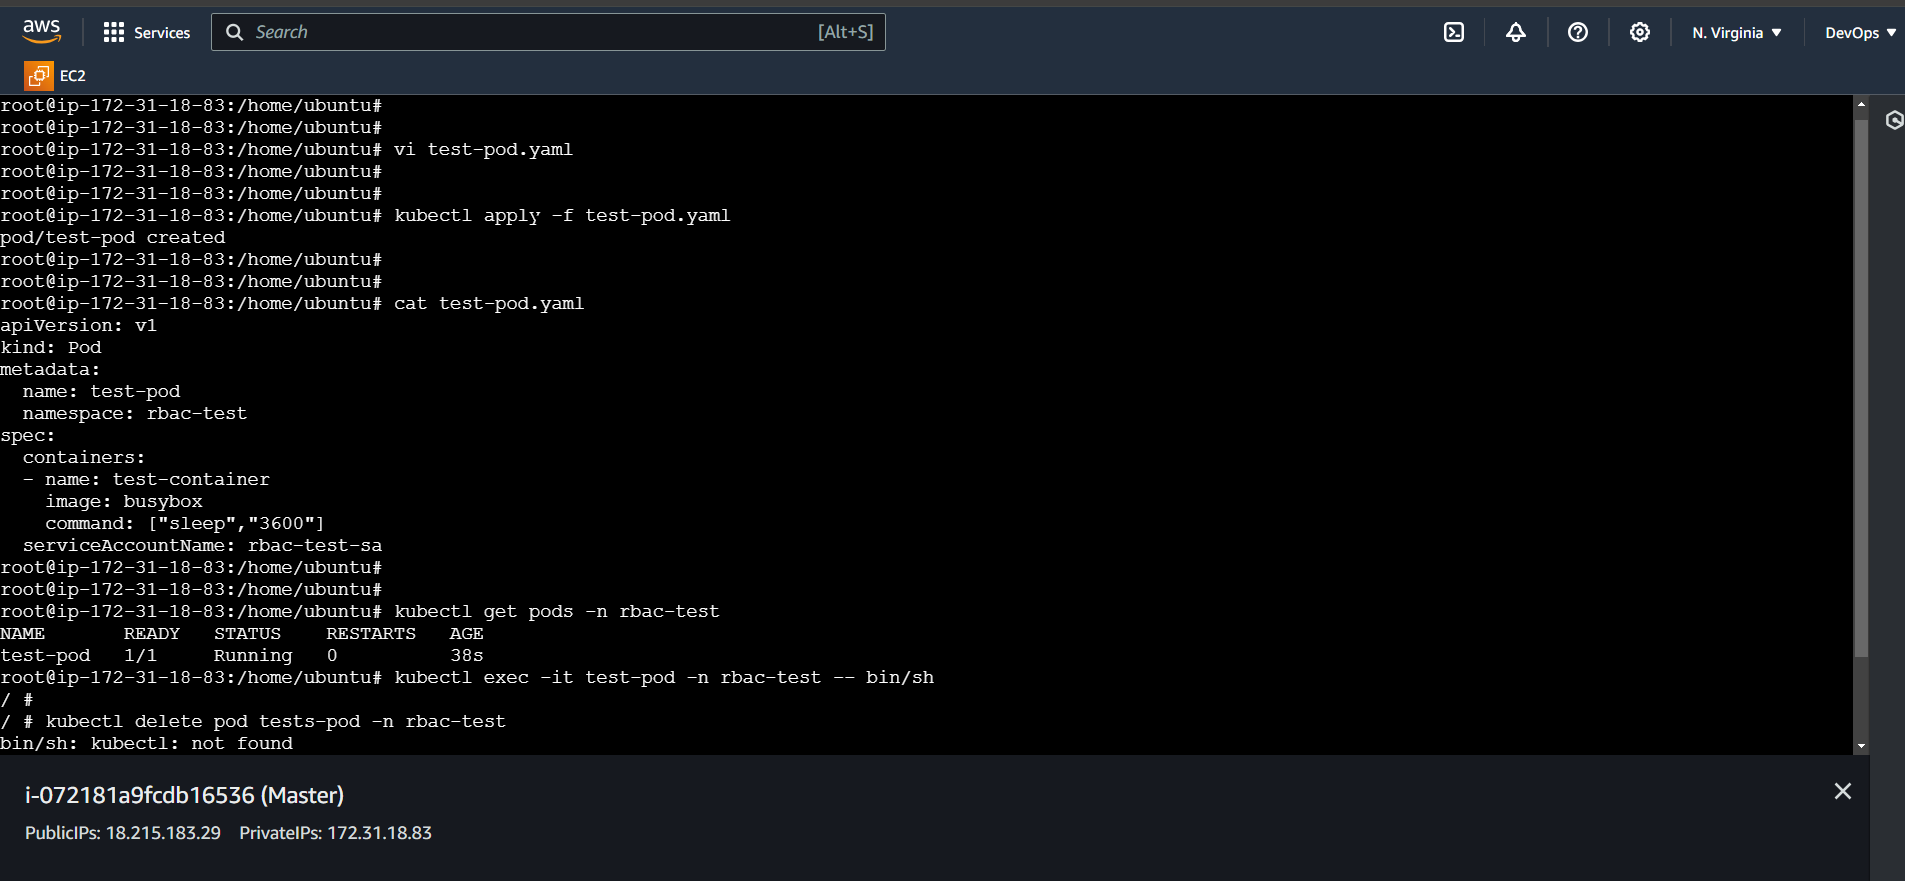 aws
Services
Search
[Alt+S]
N. Virginia
DevOps
EC2
root@ip-172-31-18-83:/home/ubuntu#
root@ip-172-31-18-83:/home/ubuntu#
root@ip-172-31-18-83:/home/ubuntu# vi test-pod.yaml
root@ip-172-31-18-83:/home/ubuntu#
root@ip-172-31-18-83:/home/ubuntu#
root@ip-172-31-18-83:/home/ubuntu# kubectl apply -f test-pod.yaml
pod/test-pod created
root@ip-172-31-18-83:/home/ubuntu#
root@ip-172-31-18-83:/home/ubuntu#
root@ip-172-31-18-83:/home/ubuntu# cat test-pod.yaml
apiVersion: v1
kind: Pod
metadata:
  name: test-pod
  namespace: rbac-test
spec:
  containers:
  - name: test-container
    image: busybox
    command: ["sleep","3600"]
  serviceAccountName: rbac-test-sa
root@ip-172-31-18-83:/home/ubuntu#
root@ip-172-31-18-83:/home/ubuntu#
root@ip-172-31-18-83:/home/ubuntu# kubectl get pods -n rbac-test
NAME       READY   STATUS    RESTARTS   AGE
test-pod   1/1     Running   0          38s
root@ip-172-31-18-83:/home/ubuntu# kubectl exec -it test-pod -n rbac-test -- bin/sh
/ #
/ # kubectl delete pod tests-pod -n rbac-test
bin/sh: kubectl: not found
i-072181a9fcdb16536 (Master)
PublicIPs: 18.215.183.29 PrivateIPs: 172.31.18.83